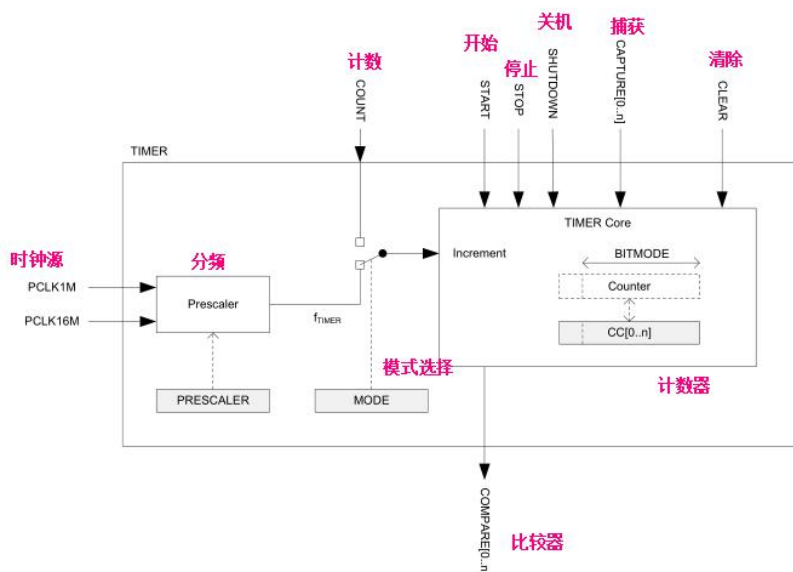 开始
停止
关机
捕获
清除
计数
START
STOP
SHUTDOWN
CAPTURE[0..n]
CLEAR
COUNT
TIMER
TIMER Core
Increment
BITMODE
Counter
CC[0..n]
时钟源
分频
PCLK1M
PCLK16M
Prescaler
fTIMER
模式选择
计数器
PRESCALER
MODE
COMPARE[0..n
比较器